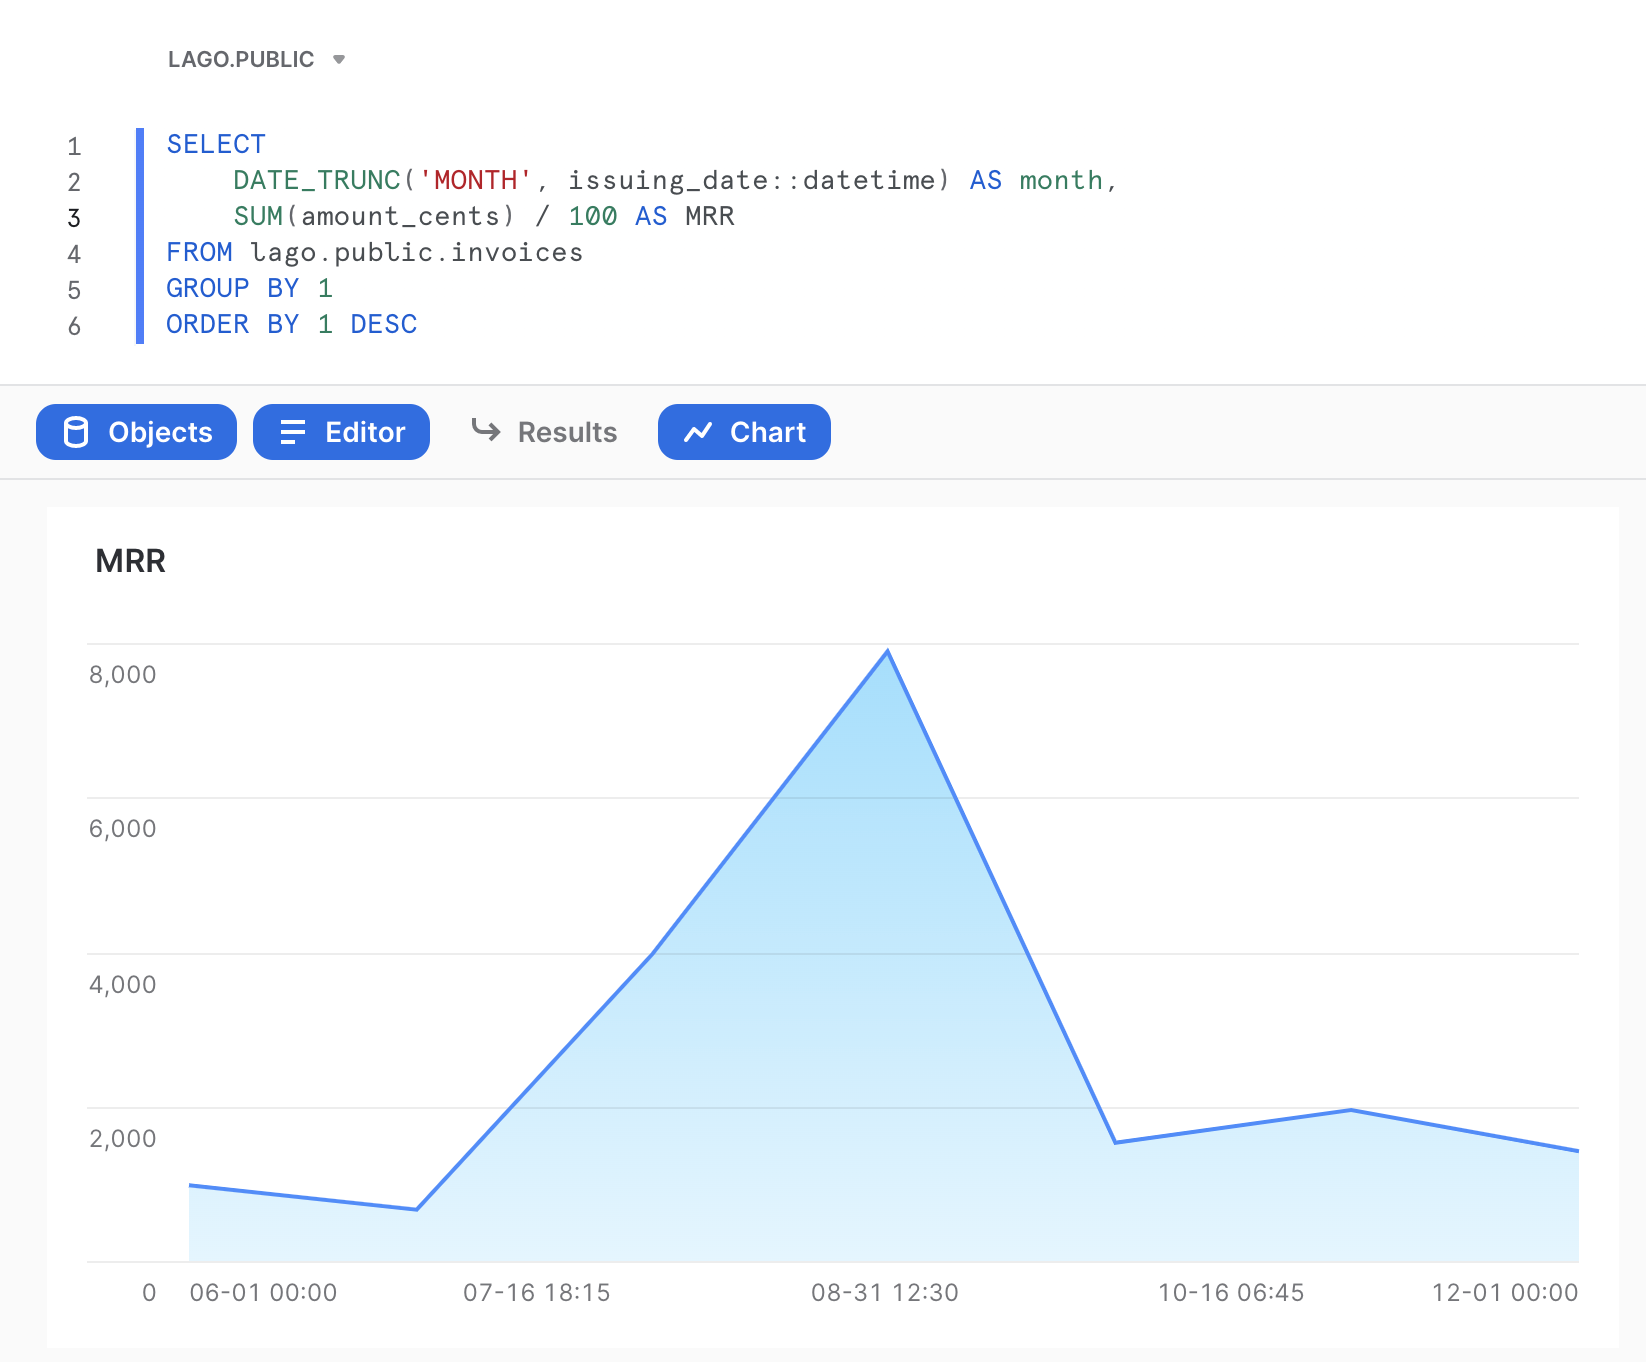 LAGO.PUBLIC
1 SELECT
2 DATE_TRUNC('MONTH', issuing_date::datetime) AS month,
3 SUM(amount_cents) / 100 AS MRR
4 FROM lago.public.invoices
5 GROUP BY 1
6 ORDER BY 1 DESC
Objects Editor Results Chart
MRR
8,000
6,000
4,000
2,000
0 06-01 00:00 07-16 18:15 08-31 12:30 10-16 06:45 12-01 00:00